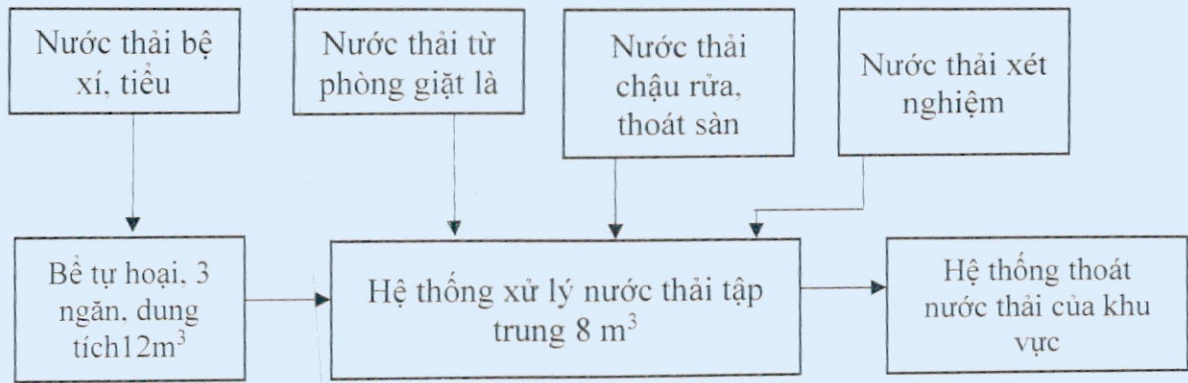 Nước thải bệ
xí, tiểu
Nước thải từ
phòng giặt là
Nước thải
chậu rửa,
thoát sàn
Nước thải xét
nghiệm
Bể tự hoại, 3
ngăn, dung
tích12m³
Hệ thống xử lý nước thải tập
trung 8 m³
Hệ thống thoát
nước thải của khu
vực